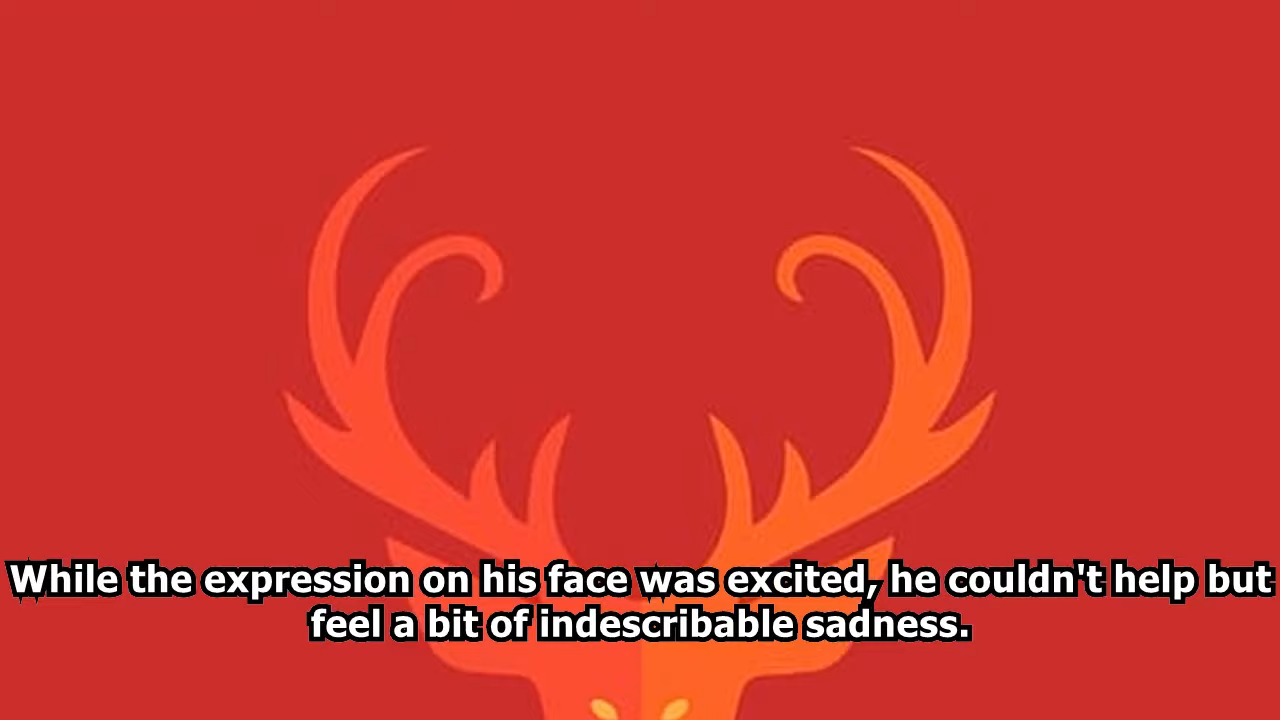 While the expression on his face was excited, he couldn't help but
feel a bit of indescribable sadness.